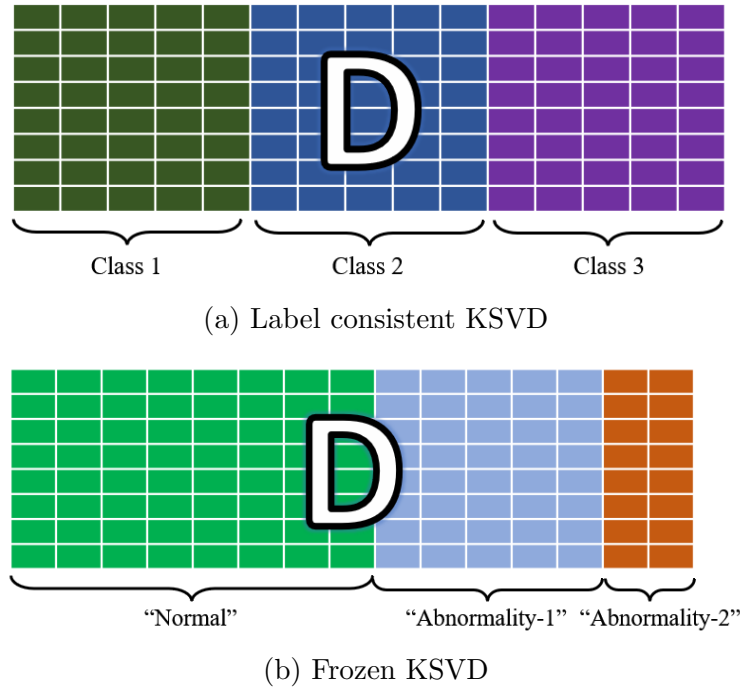 D
Class 1 Class 2 Class 3
(a) Label consistent KSVD
D
“Normal” “Abnormality-1” “Abnormality-2”
(b) Frozen KSVD